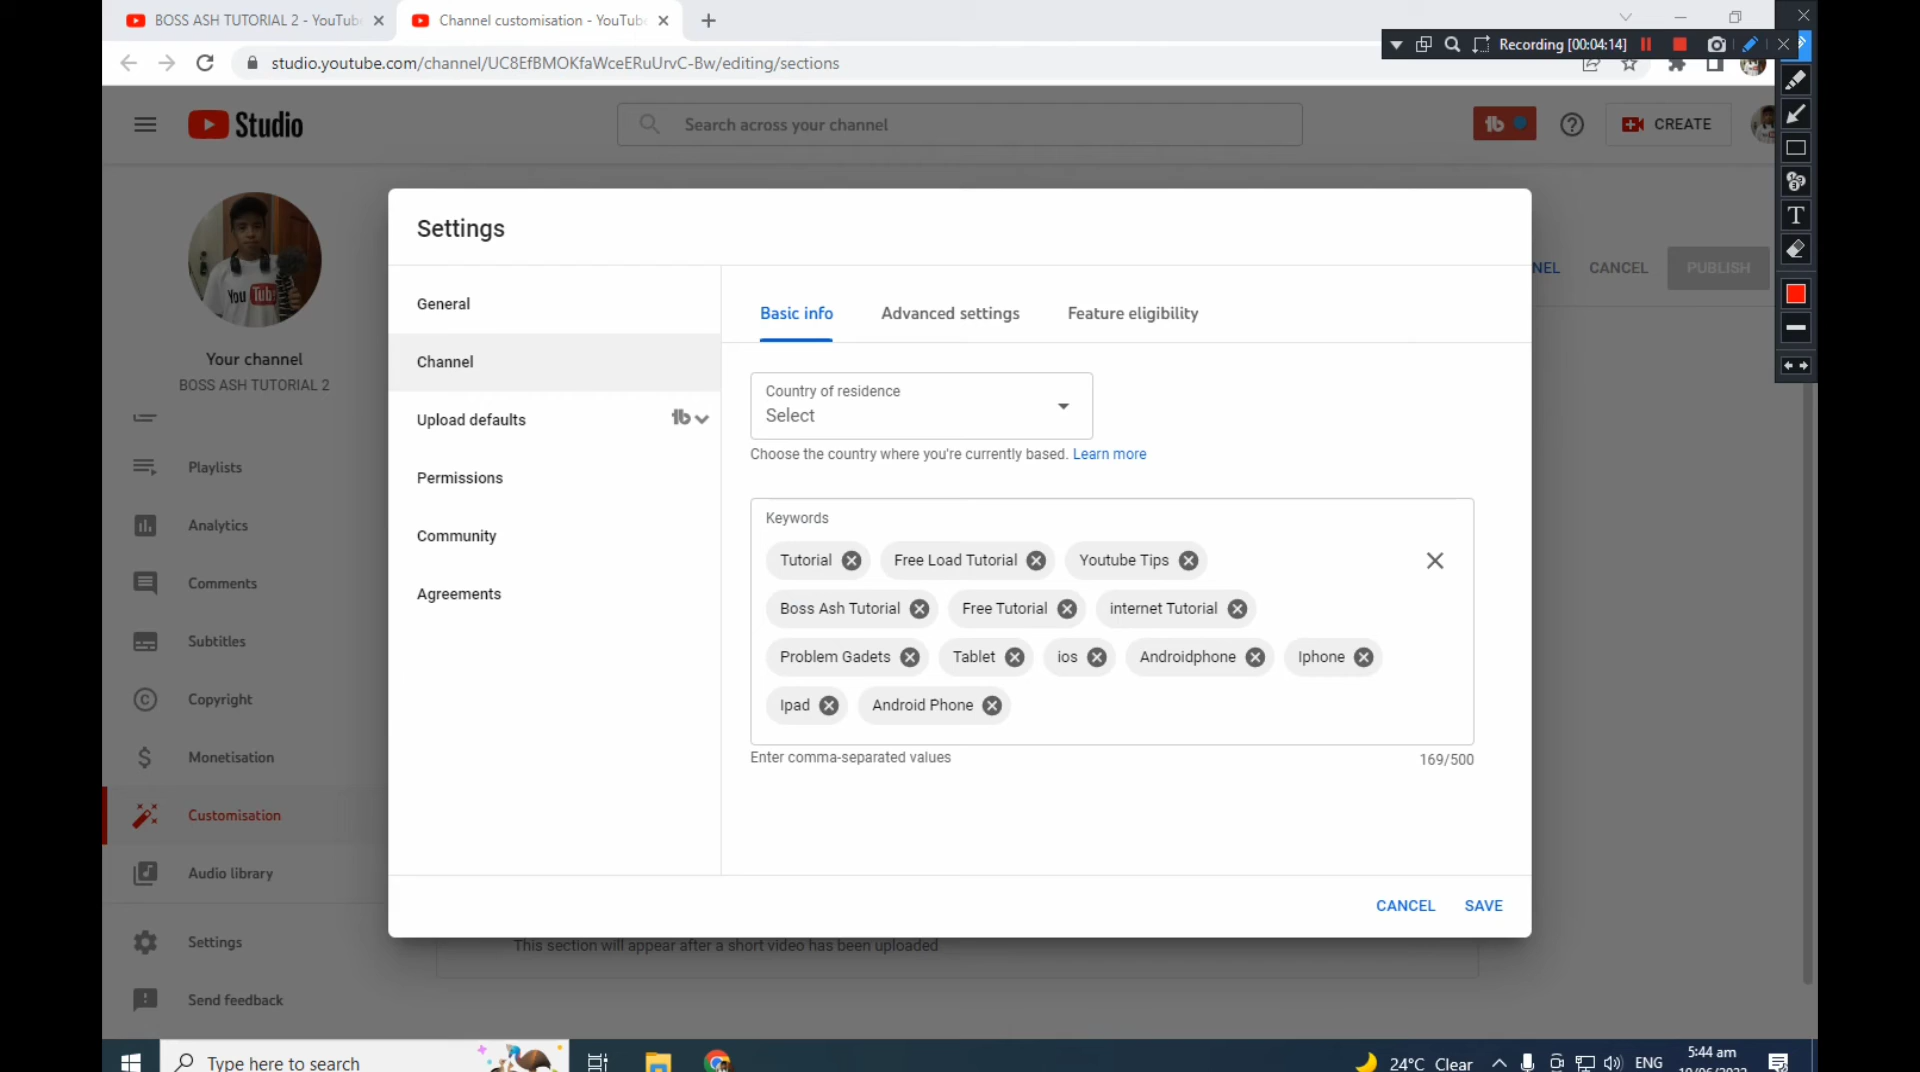 BOSS ASH TUTORIAL 2 - YouTube
Channel customisation - YouTube
Recording [00:04:14]
studio.youtube.com/channel/UC8EfBMOKfaWceERuUrvC-Bw/editing/sections
Studio
Search across your channel
CREATE
Settings
NEL
CANCEL
PUBLISH
General
Channel
Upload defaults
Permissions
Community
Agreements
Basic info
Advanced settings
Feature eligibility
Country of residence
Select
Choose the country where you're currently based. Learn more
Keywords
Tutorial
Free Load Tutorial
Youtube Tips
Boss Ash Tutorial
Free Tutorial
internet Tutorial
Problem Gadets
Tablet
ios
Androidphone
Iphone
Ipad
Android Phone
Enter comma-separated values
169/500
CANCEL
SAVE
You Tube
Your channel
BOSS ASH TUTORIAL 2
Playlists
Analytics
Comments
Subtitles
Copyright
Monetisation
Customisation
Audio library
Settings
Send feedback
This section will appear after a short video has been uploaded
Type here to search
24°C Clear
ENG
5:44 am